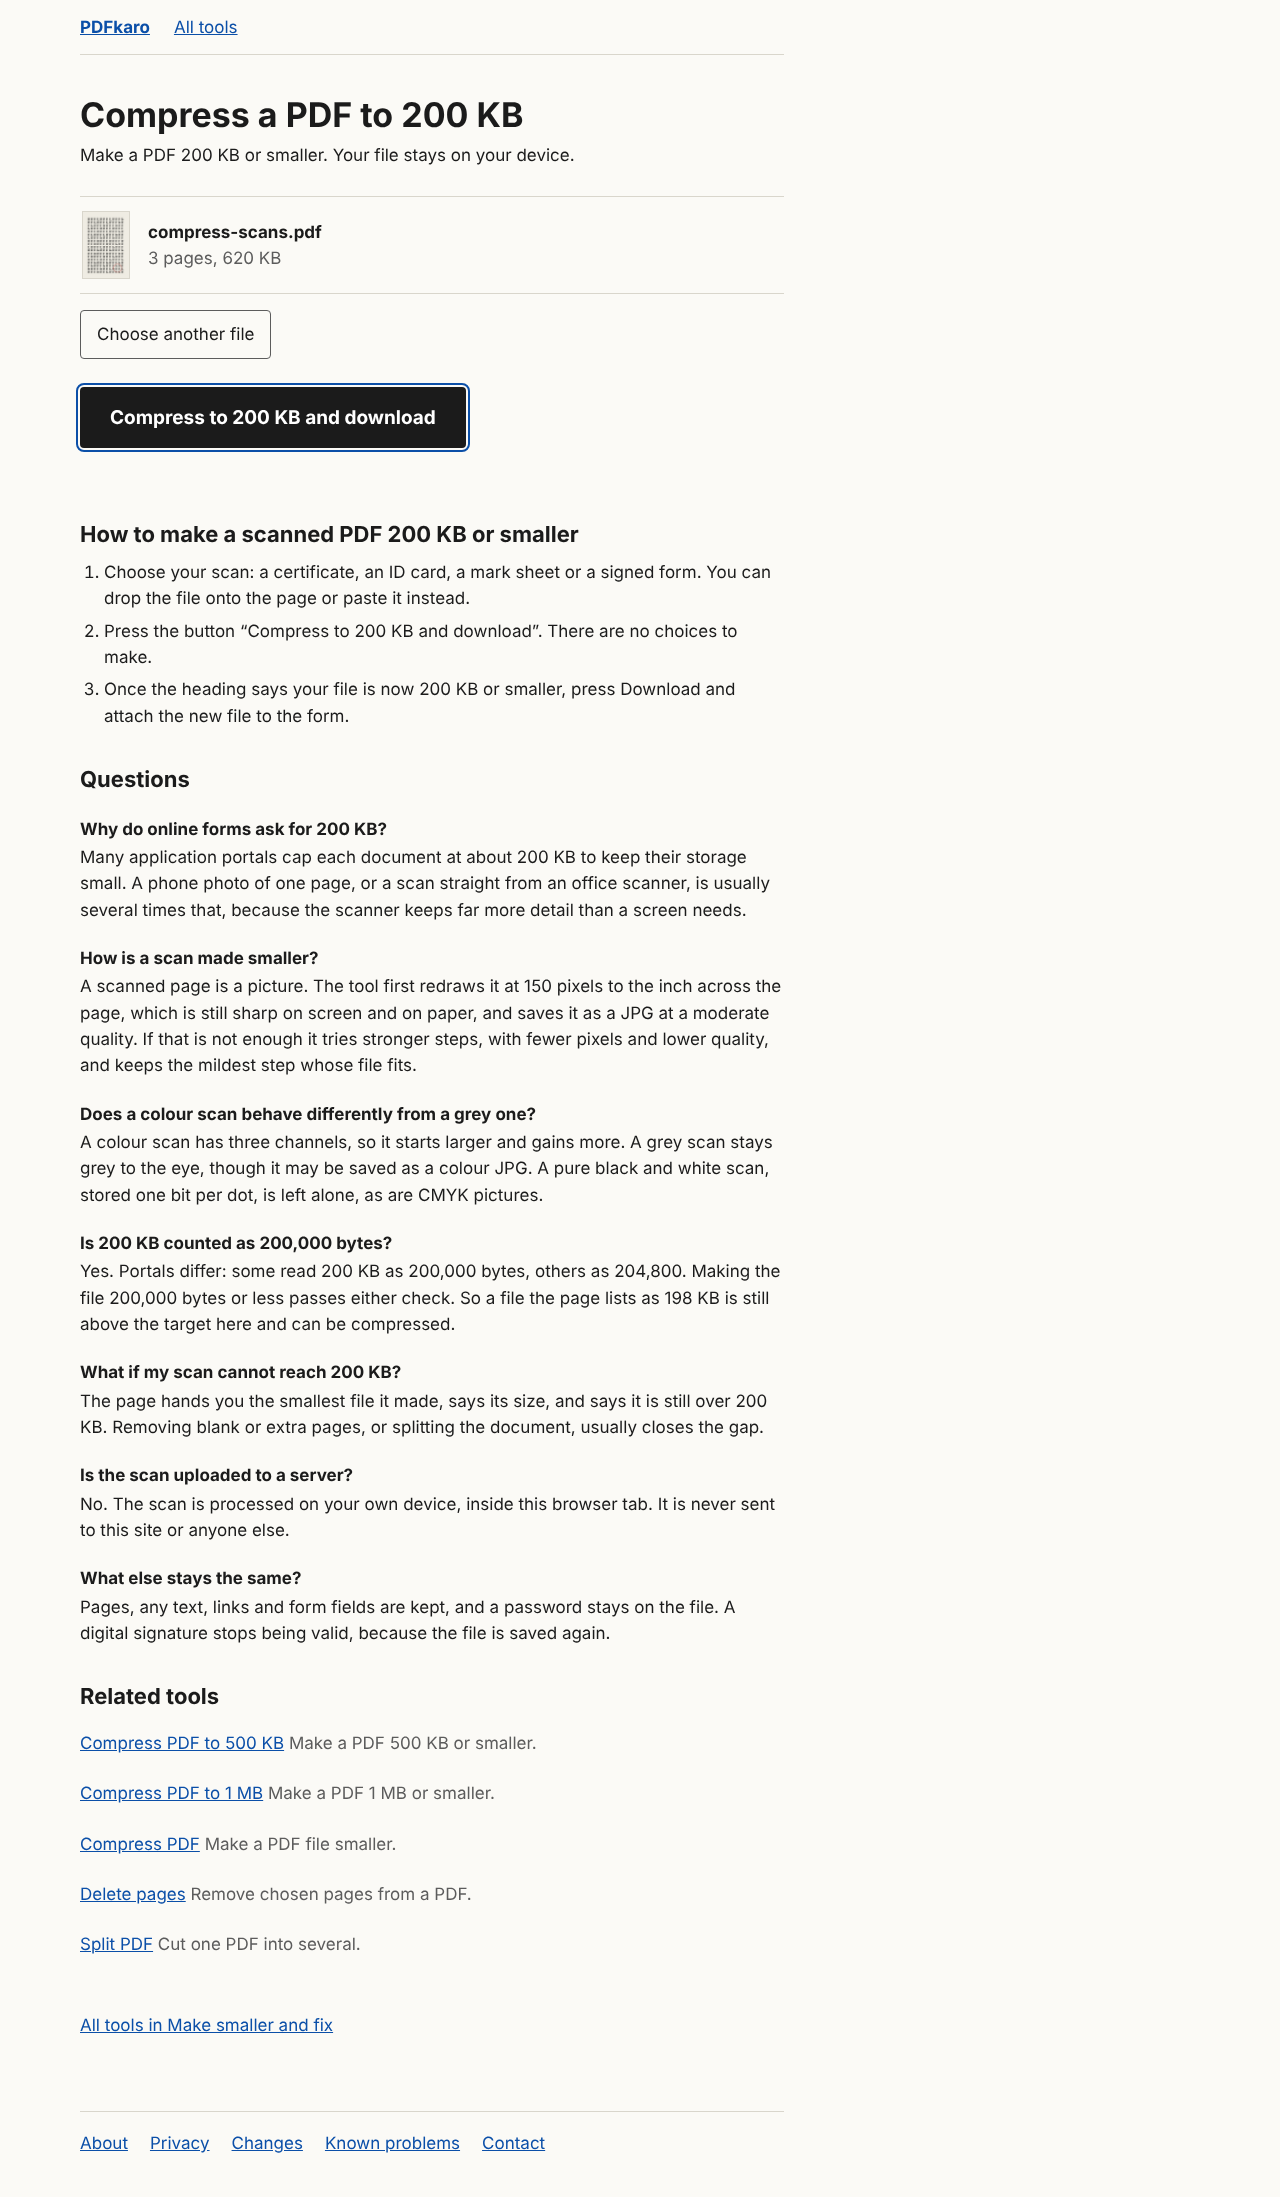 PDFkaro All tools
Compress a PDF to 200 KB
Make a PDF 200 KB or smaller. Your file stays on your device.
compress-scans.pdf
3 pages, 620 KB
Choose another file
Compress to 200 KB and download
How to make a scanned PDF 200 KB or smaller
1. Choose your scan: a certificate, an ID card, a mark sheet or a signed form. You can
drop the file onto the page or paste it instead.
2. Press the button “Compress to 200 KB and download”. There are no choices to
make.
3. Once the heading says your file is now 200 KB or smaller, press Download and
attach the new file to the form.
Questions
Why do online forms ask for 200 KB?
Many application portals cap each document at about 200 KB to keep their storage
small. A phone photo of one page, or a scan straight from an office scanner, is usually
several times that, because the scanner keeps far more detail than a screen needs.
How is a scan made smaller?
A scanned page is a picture. The tool first redraws it at 150 pixels to the inch across the
page, which is still sharp on screen and on paper, and saves it as a JPG at a moderate
quality. If that is not enough it tries stronger steps, with fewer pixels and lower quality,
and keeps the mildest step whose file fits.
Does a colour scan behave differently from a grey one?
A colour scan has three channels, so it starts larger and gains more. A grey scan stays
grey to the eye, though it may be saved as a colour JPG. A pure black and white scan,
stored one bit per dot, is left alone, as are CMYK pictures.
Is 200 KB counted as 200,000 bytes?
Yes. Portals differ: some read 200 KB as 200,000 bytes, others as 204,800. Making the
file 200,000 bytes or less passes either check. So a file the page lists as 198 KB is still
above the target here and can be compressed.
What if my scan cannot reach 200 KB?
The page hands you the smallest file it made, says its size, and says it is still over 200
KB. Removing blank or extra pages, or splitting the document, usually closes the gap.
Is the scan uploaded to a server?
No. The scan is processed on your own device, inside this browser tab. It is never sent
to this site or anyone else.
What else stays the same?
Pages, any text, links and form fields are kept, and a password stays on the file. A
digital signature stops being valid, because the file is saved again.
Related tools
Compress PDF to 500 KB Make a PDF 500 KB or smaller.
Compress PDF to 1 MB Make a PDF 1 MB or smaller.
Compress PDF Make a PDF file smaller.
Delete pages Remove chosen pages from a PDF.
Split PDF Cut one PDF into several.
All tools in Make smaller and fix
About Privacy Changes Known problems Contact